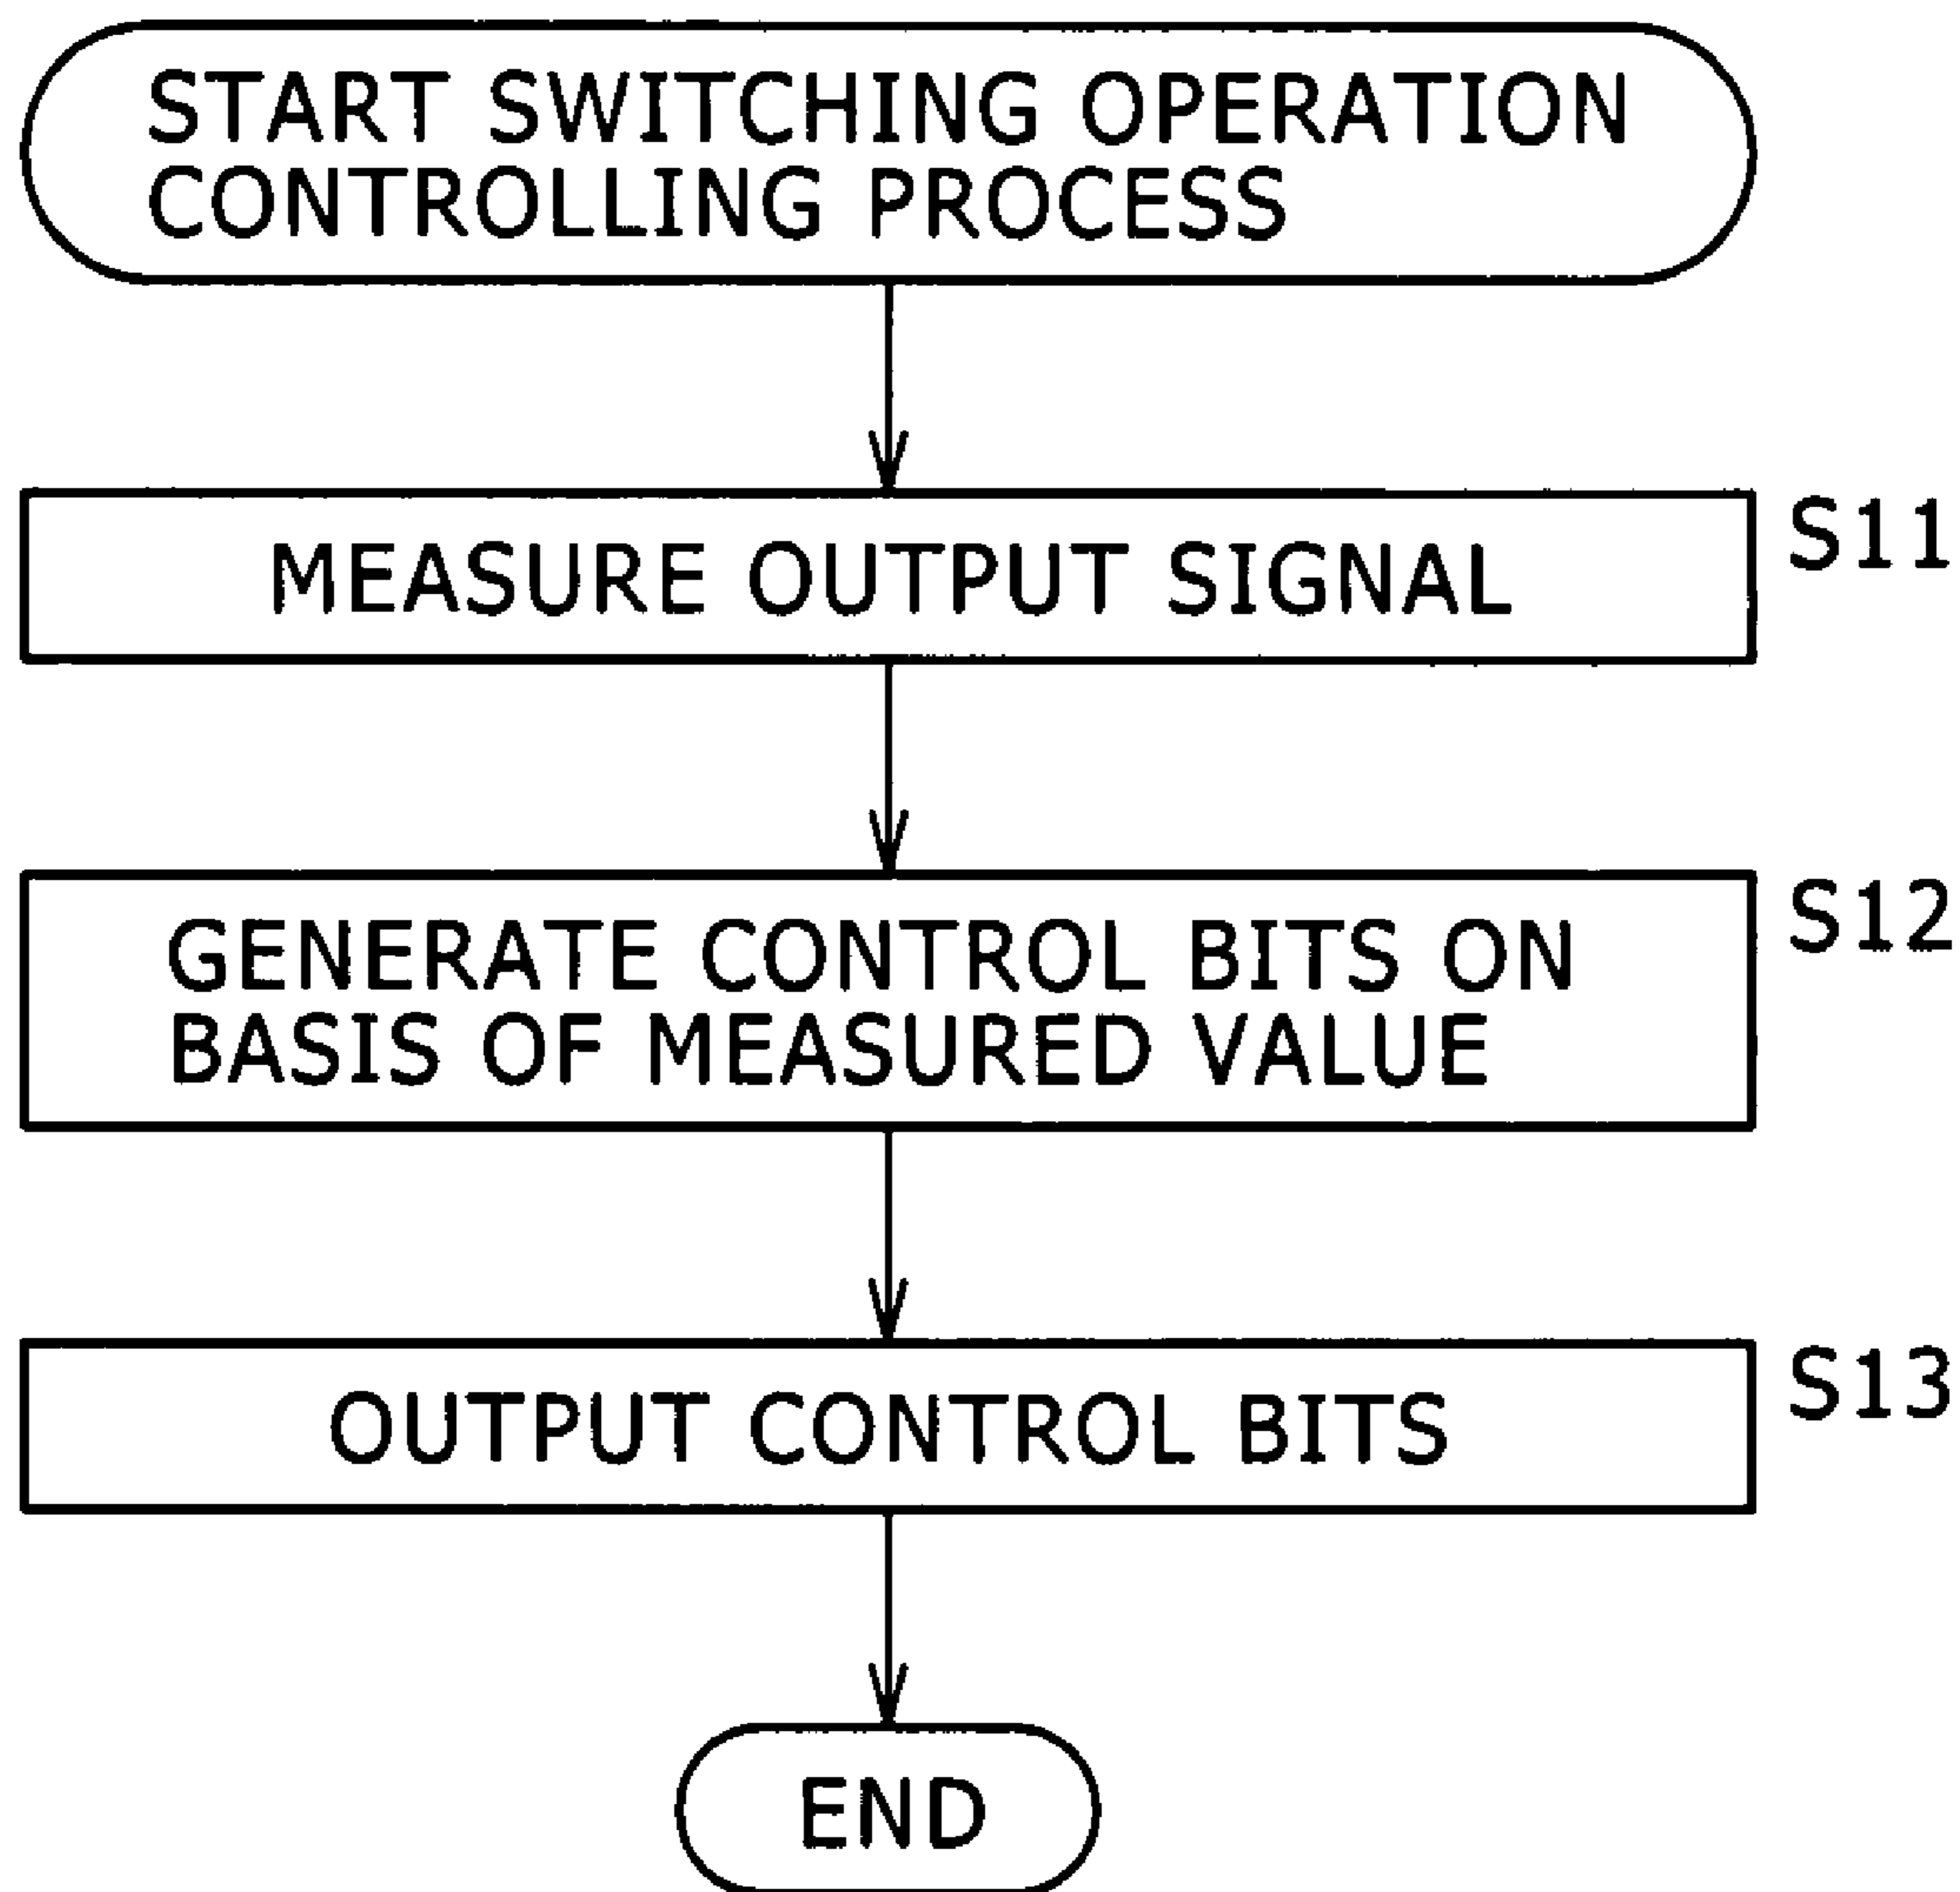 START SWITCHING OPERATION
CONTROLLING PROCESS
S11
MEASURE OUTPUT SIGNAL
S12
GENERATE CONTROL BITS ON
BASIS OF MEASURED VALUE
S13
OUTPUT CONTROL BITS
END